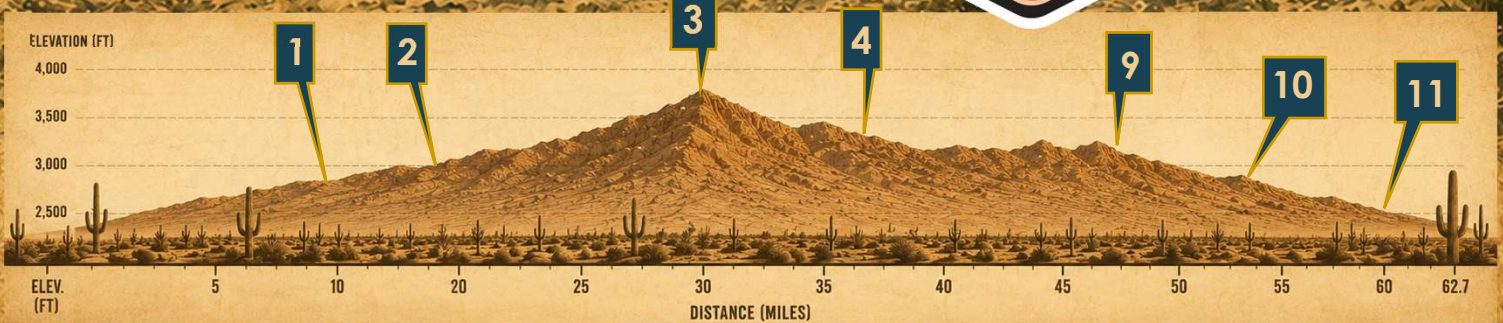 ELEVATION (FT)
4,000
3,500
3,000
2,500
1
2
3
4
9
10
11
ELEV. 5 10 20 25 30 35 40 45 50 55 60 62.7
(FT)
DISTANCE (MILES)